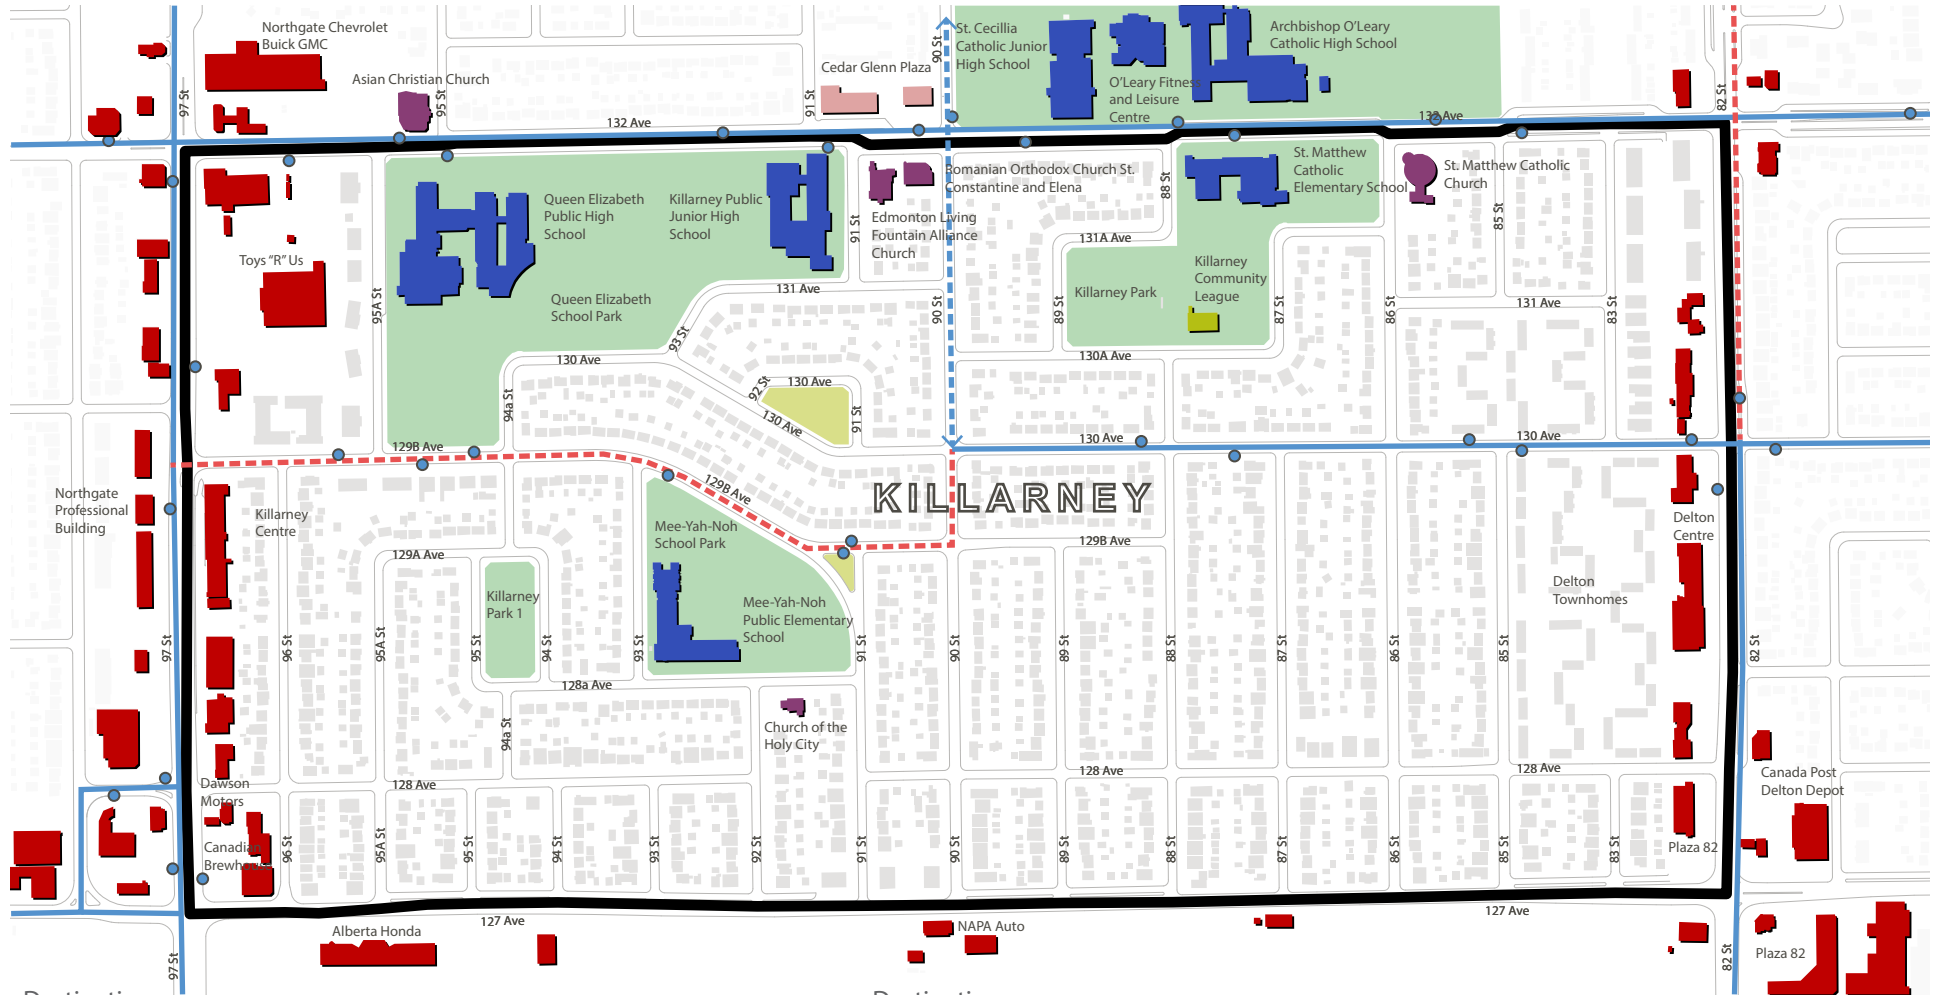 Northgate Chevrolet
Buick GMC
Asian Christian Church
Cedar Glenn Plaza
St. Cecillia
Catholic Junior
High School
O'Leary Fitness
and Leisure
Centre
Archbishop O'Leary
Catholic High School
97 St
95 St
91 St
90 St
82 St
132 Ave
132 Ave
Toys "R" Us
Queen Elizabeth
Public High
School
Killarney Public
Junior High
School
Queen Elizabeth
School Park
Romanian Orthodox Church St.
Constantine and Elena
Edmonton Living
Fountain Alliance
Church
St. Matthew
Catholic
Elementary School
St. Matthew Catholic
Church
Killarney
Community
League
Killarney Park
95A St
91 St
88 St
85 St
131A Ave
131 Ave
131 Ave
93 St
90 St
89 St
87 St
86 St
83 St
130 Ave
130A Ave
130 Ave
92 St
130 Ave
91 St
94a St
129B Ave
130 Ave
130 Ave
KILLARNEY
Northgate
Professional
Building
Killarney
Centre
129B Ave
Mee-Yah-Noh
School Park
129A Ave
129B Ave
Delton
Centre
Killarney
Park 1
Mee-Yah-Noh
Public Elementary
School
Delton
Townhomes
97 St
96 St
95A St
95 St
94 St
93 St
91 St
90 St
89 St
88 St
87 St
86 St
85 St
82 St
128a Ave
94a St
Church of the
Holy City
128 Ave
128 Ave
128 Ave
Dawson
Motors
Canada Post
Delton Depot
Canadian
Brewhouse
96 St
95A St
95 St
94 St
93 St
92 St
91 St
90 St
89 St
88 St
87 St
86 St
85 St
83 St
Plaza 82
127 Ave
127 Ave
Alberta Honda
NAPA Auto
Plaza 82
97 St
82 St